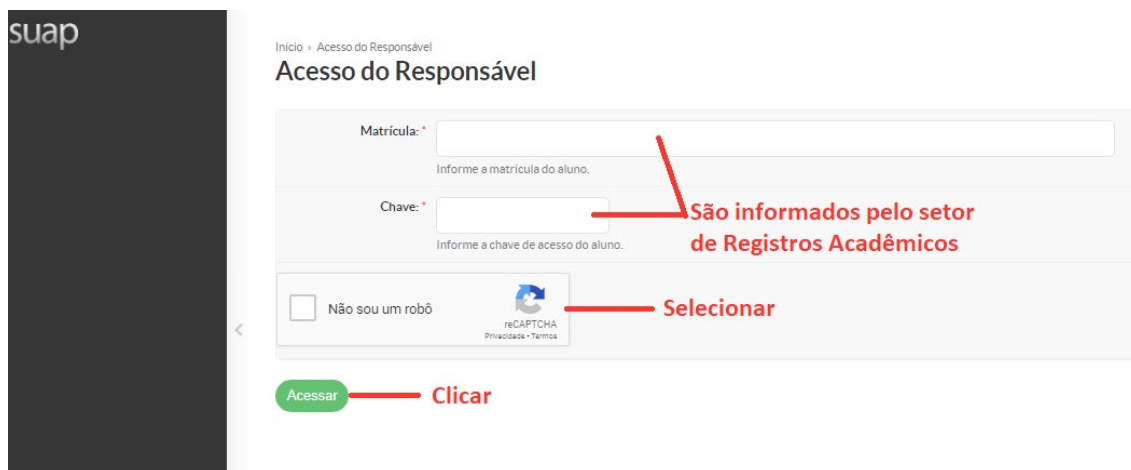 suap
Início › Acesso do Responsável
Acesso do Responsável
Matrícula: *
Informe a matrícula do aluno.
Chave: *
São informados pelo setor
de Registros Acadêmicos
Informe a chave de acesso do aluno.
Não sou um robô
reCAPTCHA
Privacidade • Termos
Selecionar
Acessar
Clicar